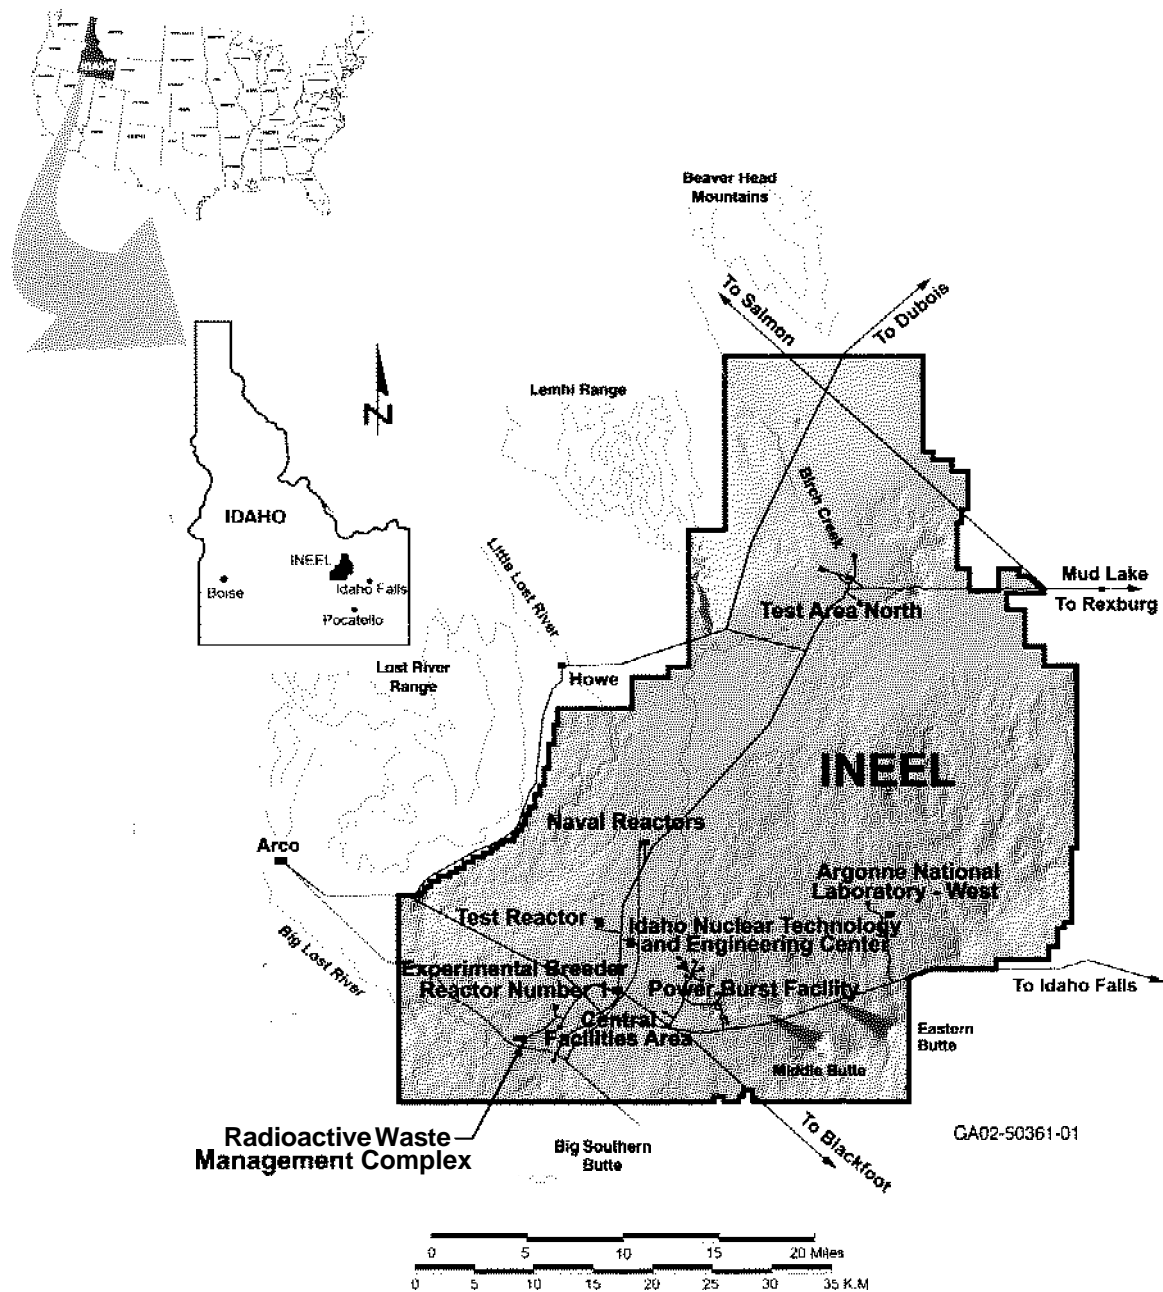 IDAHO
Beaver Head
Mountains
To Salmon
To Dubois
Lemhi Range
N
Birch Creek
IDAHO
INEEL
Boise
Idaho Falls
Pocatello
Little Lost River
Mud Lake
To Rexburg
Test Area North
Lost River
Range
Howe
INEEL
Naval Reactors
Arco
Argonne National
Laboratory - West
Test Reactor
Idaho Nuclear Technology
and Engineering Center
Big Lost River
Experimental Breeder
Reactor Number 1
Power Burst Facility
To Idaho Falls
Central
Facilities Area
Eastern
Butte
Middle Butte
Radioactive Waste
Management Complex
Big Southern
Butte
To Blackfoot
GA02-50361-01
0 5 10 15 20 Miles
0 5 10 15 20 25 30 35 K.M